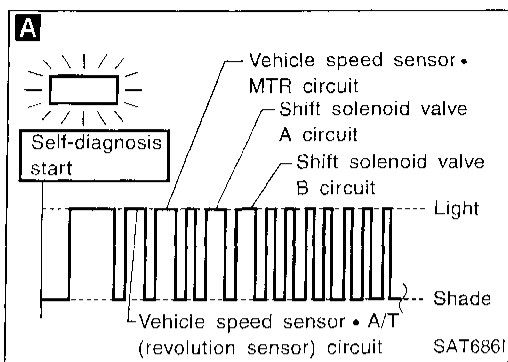 A
Vehicle speed sensor •
MTR circuit
Shift solenoid valve
A circuit
Self-diagnosis
start
Shift solenoid valve
B circuit
Light
Shade
Vehicle speed sensor • A/T
(revolution sensor) circuit
SAT686I